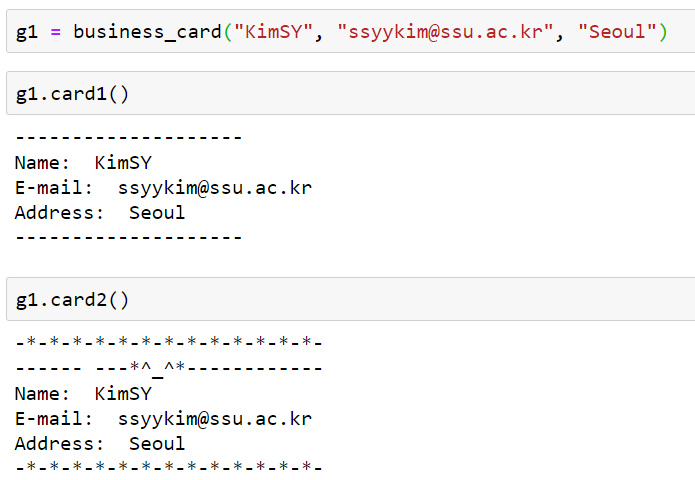 g1 = business_card("KimSY", "ssyykim@ssu.ac.kr", "Seoul")
g1.card1()
--------------------
Name:  KimSY
E-mail:  ssyykim@ssu.ac.kr
Address:  Seoul
--------------------
g1.card2()
-*-*-*-*-*-*-*-*-*-*-*-*-*-
------ ---*^_^*------------
Name:  KimSY
E-mail:  ssyykim@ssu.ac.kr
Address:  Seoul
-*-*-*-*-*-*-*-*-*-*-*-*-*-